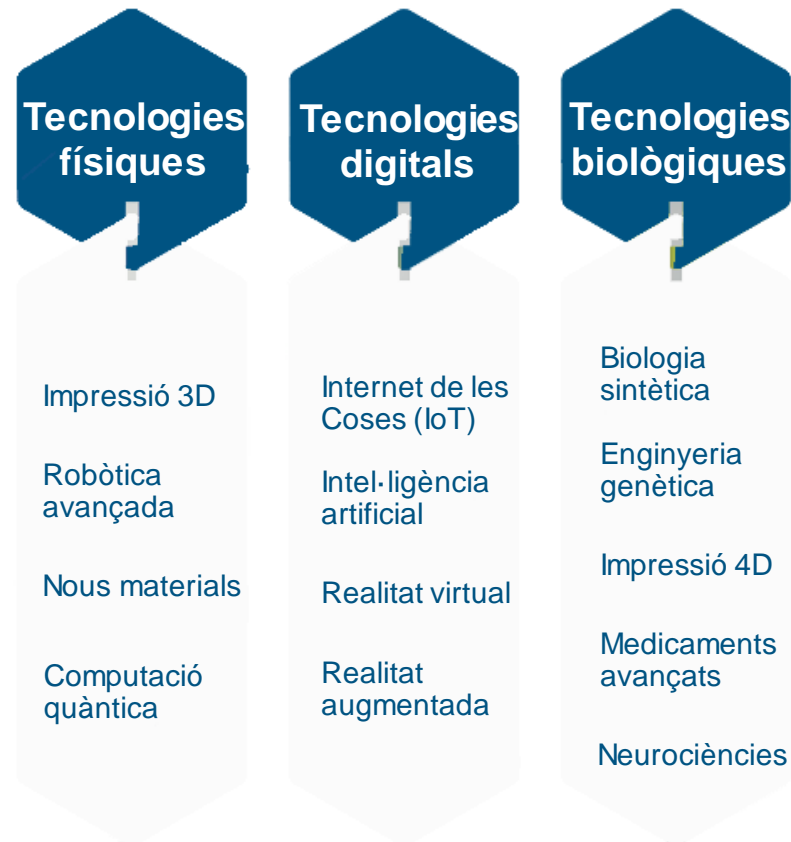 Tecnologies
físiques
Impressió 3D
Robòtica
avançada
Nous materials
Computació
quàntica
Tecnologies
digitals
Internet de les
Coses (IoT)
Intel·ligència
artificial
Realitat virtual
Realitat
augmentada
Tecnologies
biològiques
Biologia
sintètica
Enginyeria
genètica
Impressió 4D
Medicaments
avançats
Neurociències